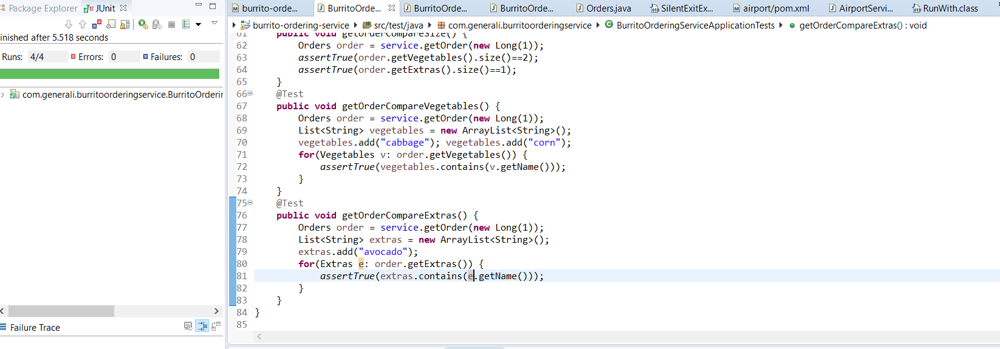 Package Explorer JUnit
inished after 5.518 seconds
Runs: 4/4 Errors: 0 Failures: 0
com.generali.burritoorderingservice.BurritoOrderin
Failure Trace
burrito-orde... BurritoOrde... BurritoOrde... BurritoOrde... Orders.java SilentExitEx... airport/pom.xml AirportServi... RunWith.class
burrito-ordering-service src/test/java com.generali.burritoorderingservice BurritoOrderingServiceApplicationTests getOrderCompareExtras() : void
61 public void getOrderCompareSize() {
62 Orders order = service.getOrder(new Long(1));
63 assertTrue(order.getVegetables().size()==2);
64 assertTrue(order.getExtras().size()==1);
65 }
66 @Test
67 public void getOrderCompareVegetables() {
68 Orders order = service.getOrder(new Long(1));
69 List<String> vegetables = new ArrayList<String>();
70 vegetables.add("cabbage"); vegetables.add("corn");
71 for(Vegetables v: order.getVegetables()) {
72 assertTrue(vegetables.contains(v.getName()));
73 }
74 }
75 @Test
76 public void getOrderCompareExtras() {
77 Orders order = service.getOrder(new Long(1));
78 List<String> extras = new ArrayList<String>();
79 extras.add("avocado");
80 for(Extras e: order.getExtras()) {
81 assertTrue(extras.contains(e.getName()));
82 }
83 }
84 }
85